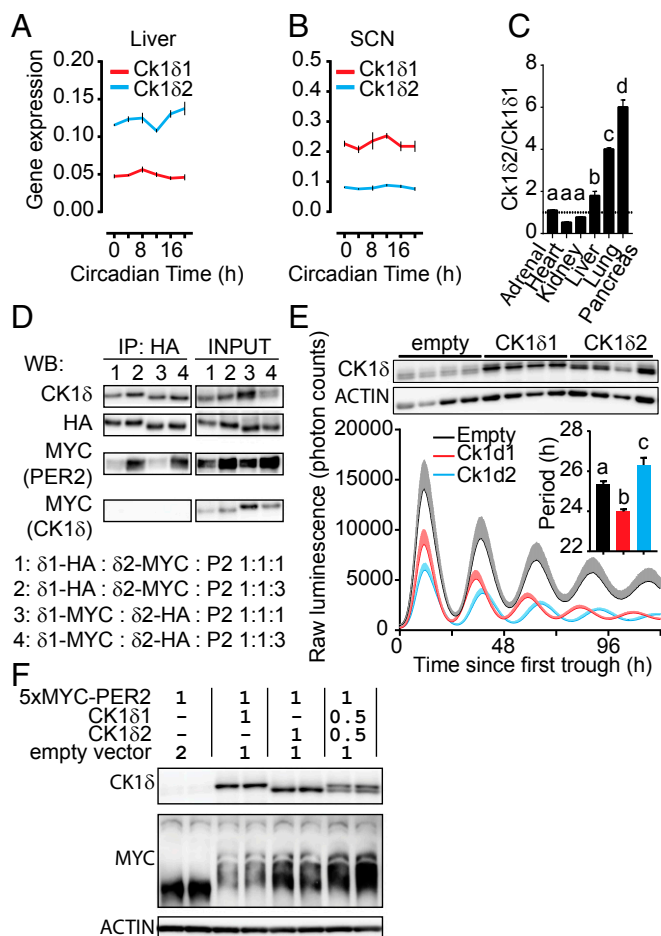 A
Liver
Ck1δ1
Ck1δ2
Gene expression
0.20
0.15
0.10
0.05
0.00
0 8 16
Circadian Time (h)
B
SCN
Ck1δ1
Ck1δ2
0.5
0.4
0.3
0.2
0.1
0.0
0 8 16
Circadian Time (h)
C
Ck1δ2/Ck1δ1
8
6
4
2
0
a a a b c d
Adrenal
Heart
Kidney
Liver
Lung
Pancreas
D
IP: HA INPUT
WB: 1 2 3 4 1 2 3 4
CK1δ
HA
MYC
(PER2)
MYC
(CK1δ)
1: δ1-HA : δ2-MYC : P2 1:1:1
2: δ1-HA : δ2-MYC : P2 1:1:3
3: δ1-MYC : δ2-HA : P2 1:1:1
4: δ1-MYC : δ2-HA : P2 1:1:3
E
empty CK1δ1 CK1δ2
CK1δ
ACTIN
Raw luminescence (photon counts)
20000
15000
10000
5000
0
Empty
Ck1d1
Ck1d2
Period (h)
28
26
24
22
a b c
0 48 96
Time since first trough (h)
F
5xMYC-PER2 1 1 1 1
CK1δ1 – 1 – 0.5
CK1δ2 – – 1 0.5
empty vector 2 1 1 1
CK1δ
MYC
ACTIN